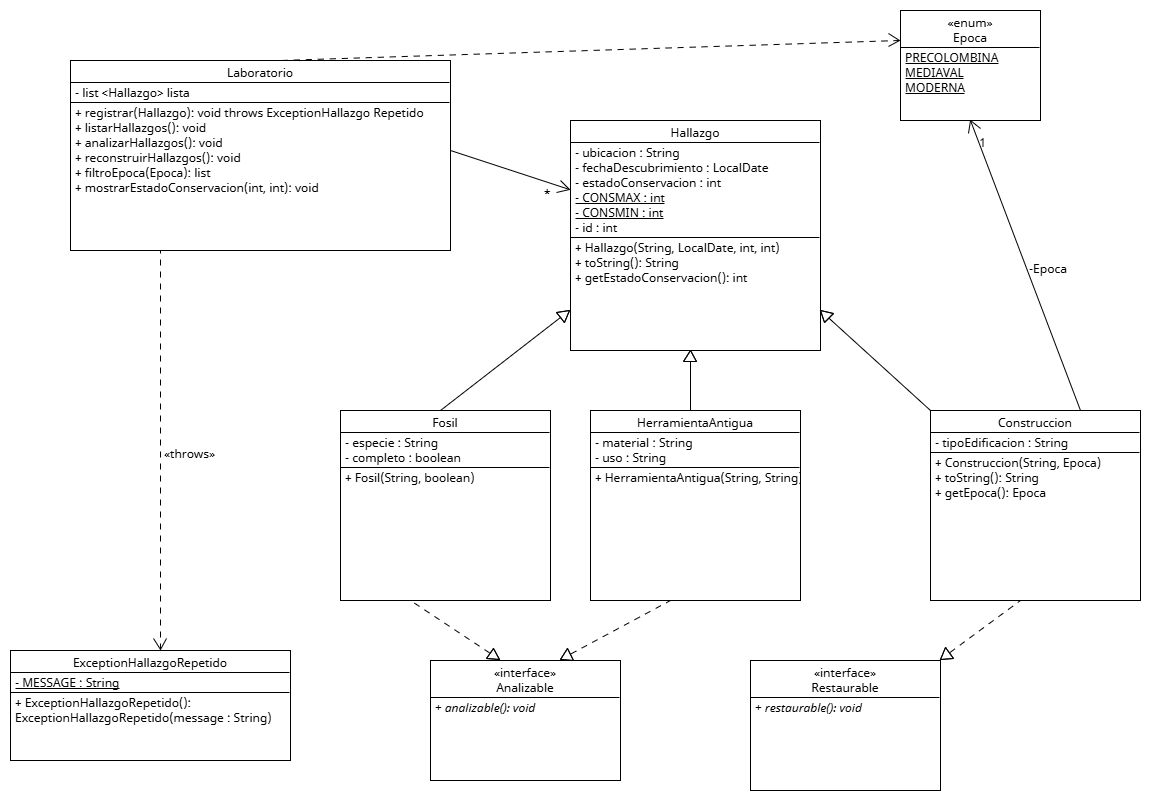 «enum»
Epoca
PRECOLOMBINA
MEDIAVAL
MODERNA
Laboratorio
- list <Hallazgo> lista
+ registrar(Hallazgo): void throws ExceptionHallazgo Repetido
+ listarHallazgos(): void
+ analizarHallazgos(): void
+ reconstruirHallazgos(): void
+ filtroEpoca(Epoca): list
+ mostrarEstadoConservacion(int, int): void
*
Hallazgo
- ubicacion : String
- fechaDescubrimiento : LocalDate
- estadoConservacion : int
- CONSMAX : int
- CONSMIN : int
- id : int
+ Hallazgo(String, LocalDate, int, int)
+ toString(): String
+ getEstadoConservacion(): int
1
-Epoca
Fosil
- especie : String
- completo : boolean
+ Fosil(String, boolean)
HerramientaAntigua
- material : String
- uso : String
+ HerramientaAntigua(String, String)
Construccion
- tipoEdificacion : String
+ Construccion(String, Epoca)
+ toString(): String
+ getEpoca(): Epoca
«throws»
ExceptionHallazgoRepetido
- MESSAGE : String
+ ExceptionHallazgoRepetido():
ExceptionHallazgoRepetido(message : String)
«interface»
Analizable
+ analizable(): void
«interface»
Restaurable
+ restaurable(): void